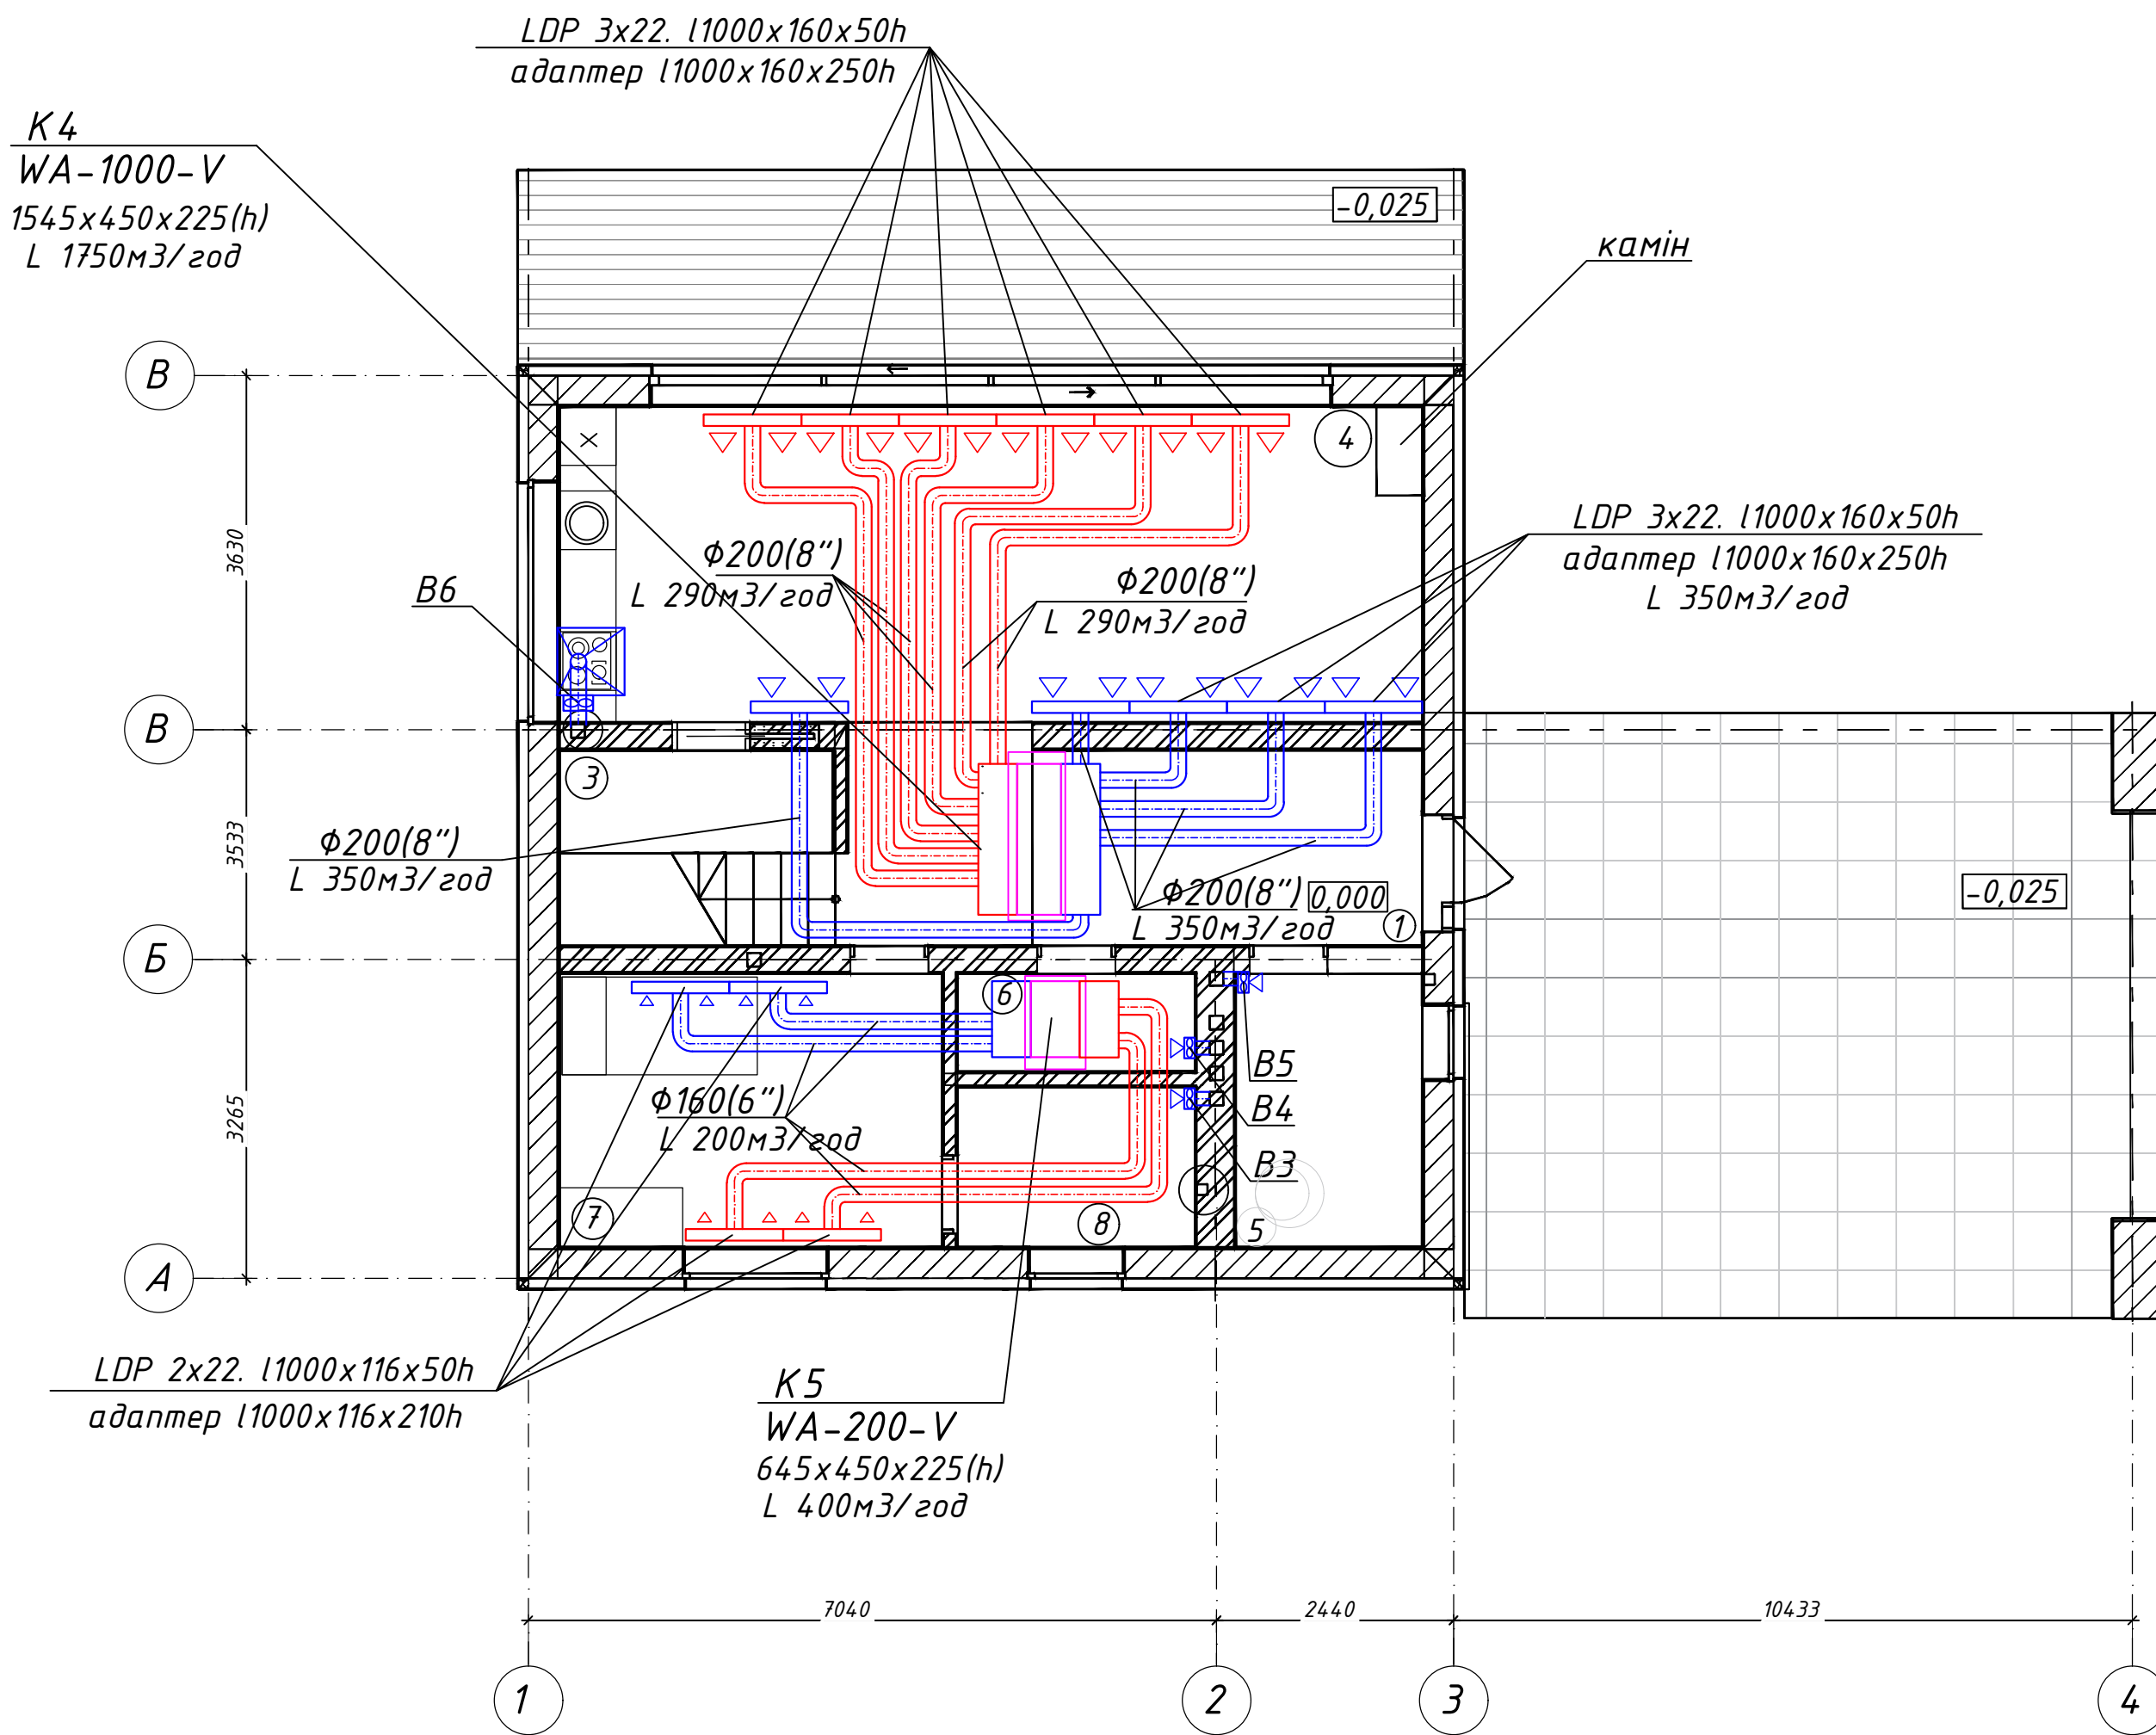 LDP 3x22. l1000x160x50h
адаптер l1000x160x250h
К4
WA-1000-V
1545x450x225(h)
L 1750м3/год
-0,025
камін
В
4
LDP 3x22. l1000x160x50h
адаптер l1000x160x250h
L 350м3/год
3630
Ф200(8")
L 290м3/год
Ф200(8")
L 290м3/год
В6
В
3
3533
Ф200(8")
L 350м3/год
Ф200(8")
L 350м3/год
0,000
1
-0,025
Б
6
В5
В4
В3
Ф160(6")
L 200м3/год
3265
7
8
5
А
LDP 2x22. l1000x116x50h
адаптер l1000x116x210h
К5
WA-200-V
645x450x225(h)
L 400м3/год
7040
2440
10433
1
2
3
4